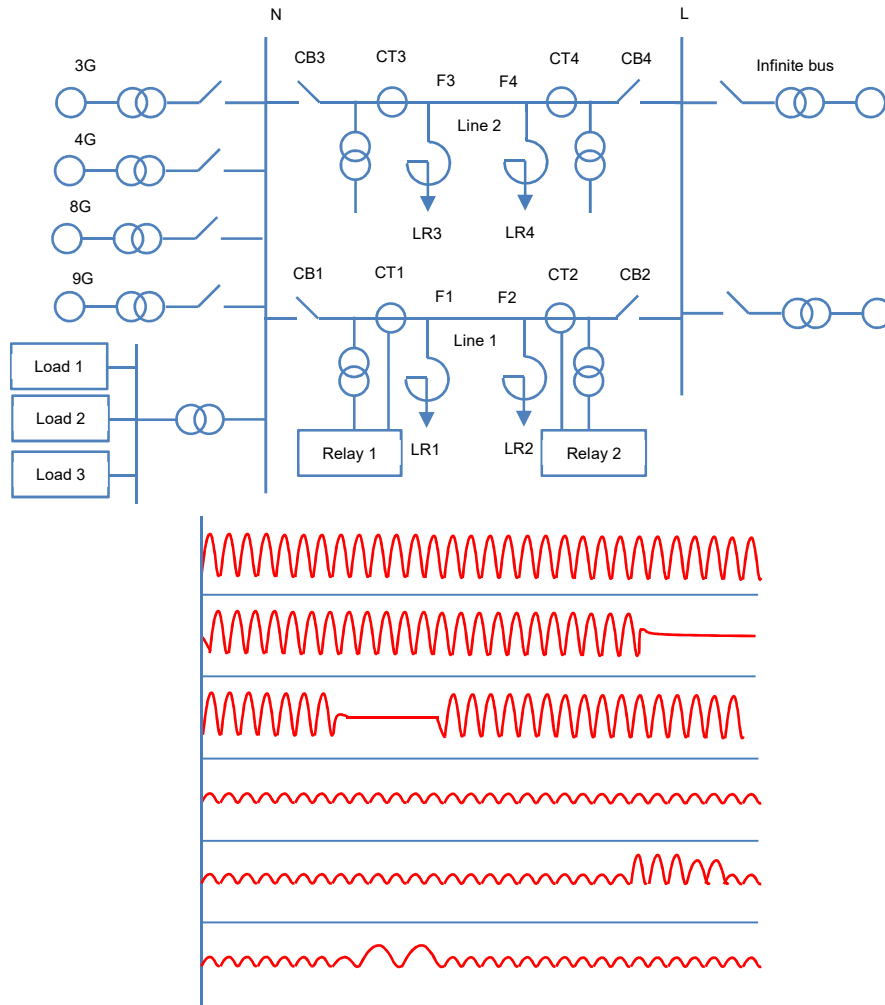 N
L
3G
CB3
CT3
F3
F4
CT4
CB4
Infinite bus
Line 2
4G
8G
LR3
LR4
9G
CB1
CT1
F1
F2
CT2
CB2
Line 1
Load 1
Load 2
Load 3
Relay 1
LR1
LR2
Relay 2